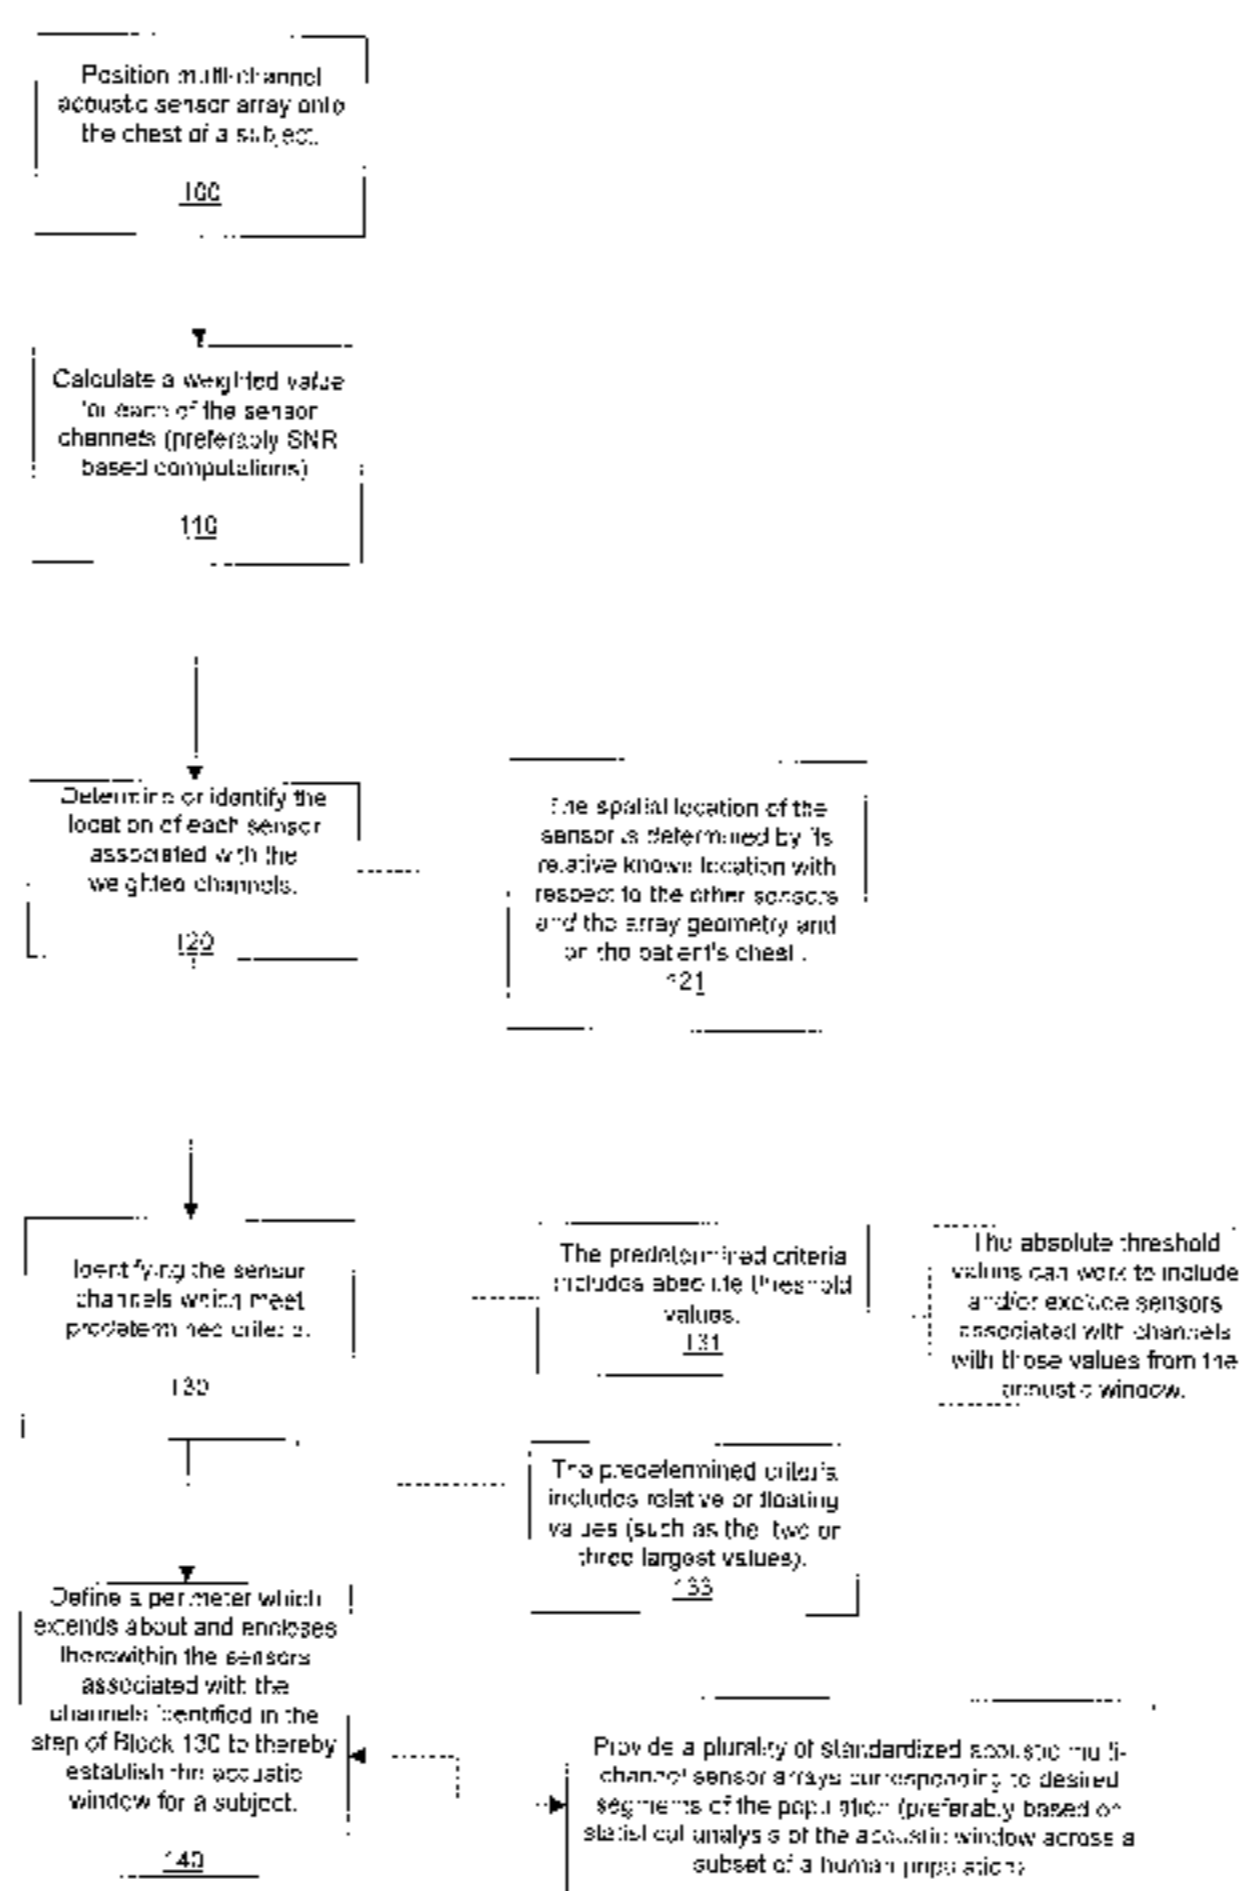 Position multi-channel
acoustic sensor array onto
the chest of a subject.
100
Calculate a weighted value
for each of the sensor
channels (preferably SNR
based computations)
110
Determine or identify the
location of each sensor
associated with the
weighted channels.
120
The spatial location of the
sensor is determined by its
relative known location with
respect to the other sensors
and the array geometry and
on the patient's chest.
121
Identifying the sensor
channels which meet
predetermined criteria.
130
The predetermined criteria
includes absolute threshold
values.
131
The absolute threshold
values can work to include
and/or exclude sensors
associated with channels
with those values from the
acoustic window.
The predetermined criteria
includes relative or floating
values (such as the two or
three largest values).
133
Define a perimeter which
extends about and encloses
therewithin the sensors
associated with the
channels identified in the
step of Block 130 to thereby
establish the acoustic
window for a subject.
140
Provide a plurality of standardized acoustic multi-
channel sensor arrays corresponding to desired
segments of the population (preferably based on
statistical analysis of the acoustic window across a
subset of a human population)